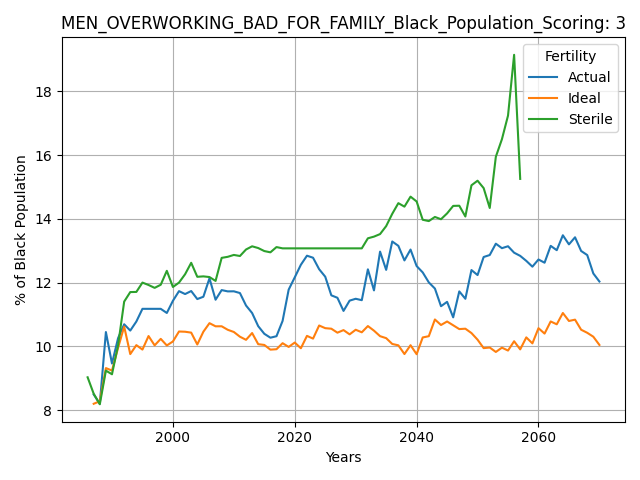 MEN_OVERWORKING_BAD_FOR_FAMILY_Black_Population_Scoring: 3
Fertility
Actual
Ideal
Sterile
% of Black Population
18
16
14
12
10
8
2000
2020
2040
2060
Years